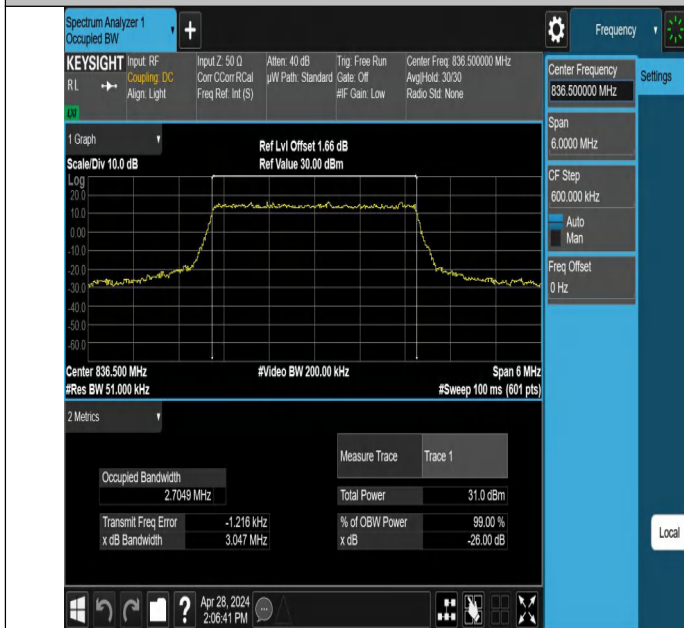 Spectrum Analyzer 1
Occupied BW
Frequency
KEYSIGHT
RL
LXI
Input: RF
Coupling: DC
Align: Light
Input Z: 50 Ω
Corr CCorr RCal
Freq Ref: Int (S)
Atten: 40 dB
µW Path: Standard
Trig: Free Run
Gate: Off
#IF Gain: Low
Center Freq: 836.500000 MHz
Avg|Hold: 30/30
Radio Std: None
Center Frequency
836.500000 MHz
Settings
Span
6.0000 MHz
CF Step
600.000 kHz
Auto
Man
Freq Offset
0 Hz
1 Graph
Scale/Div 10.0 dB
Ref Lvl Offset 1.66 dB
Ref Value 30.00 dBm
Log
20.0
10.0
0.00
-10.0
-20.0
-30.0
-40.0
-50.0
-60.0
Center 836.500 MHz
#Video BW 200.00 kHz
Span 6 MHz
#Res BW 51.000 kHz
#Sweep 100 ms (601 pts)
2 Metrics
Measure Trace
Trace 1
Occupied Bandwidth
2.7049 MHz
Total Power
31.0 dBm
Transmit Freq Error
-1.216 kHz
% of OBW Power
99.00 %
x dB Bandwidth
3.047 MHz
x dB
-26.00 dB
Local
?
Apr 28, 2024
2:06:41 PM